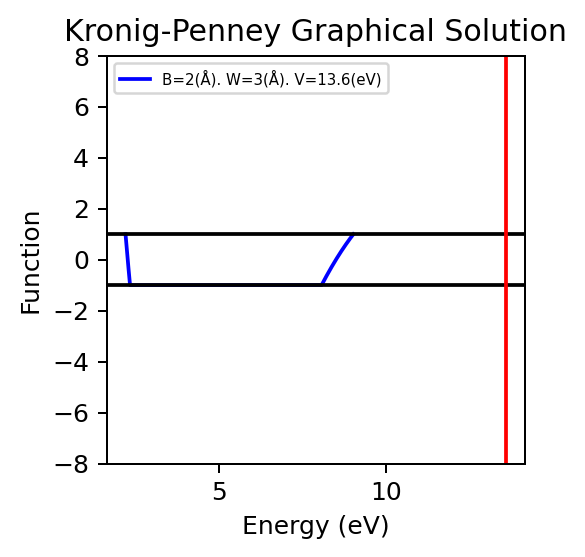 Kronig-Penney Graphical Solution
8
B=2(Å). W=3(Å). V=13.6(eV)
6
4
2
0
−2
−4
−6
−8
Function
5 10
Energy (eV)